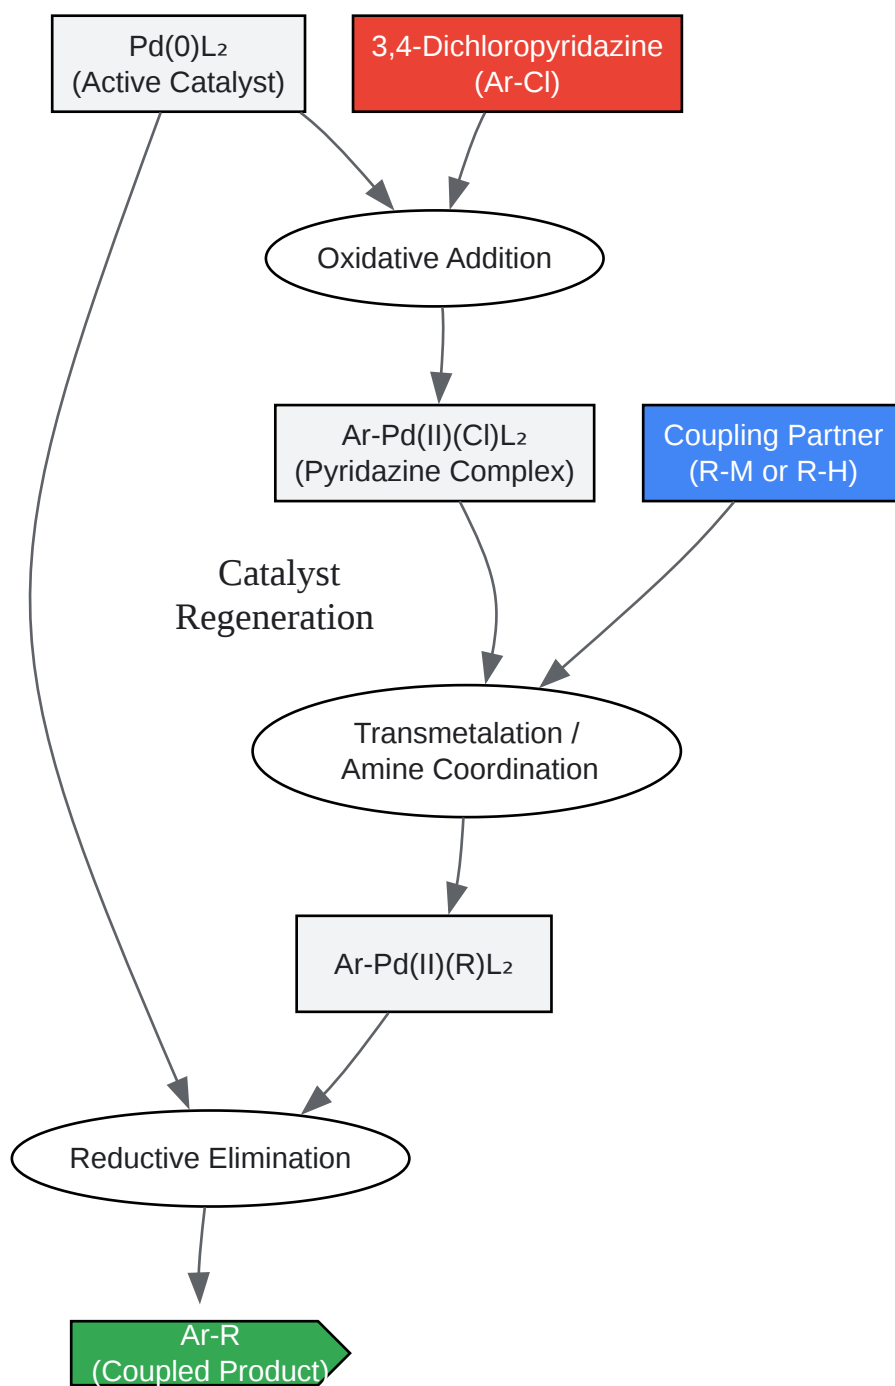 Pd(0)L₂
(Active Catalyst)
3,4-Dichloropyridazine
(Ar-Cl)
Oxidative Addition
Ar-Pd(II)(Cl)L₂
(Pyridazine Complex)
Coupling Partner
(R-M or R-H)
Catalyst
Regeneration
Transmetalation /
Amine Coordination
Ar-Pd(II)(R)L₂
Reductive Elimination
Ar-R
(Coupled Product)